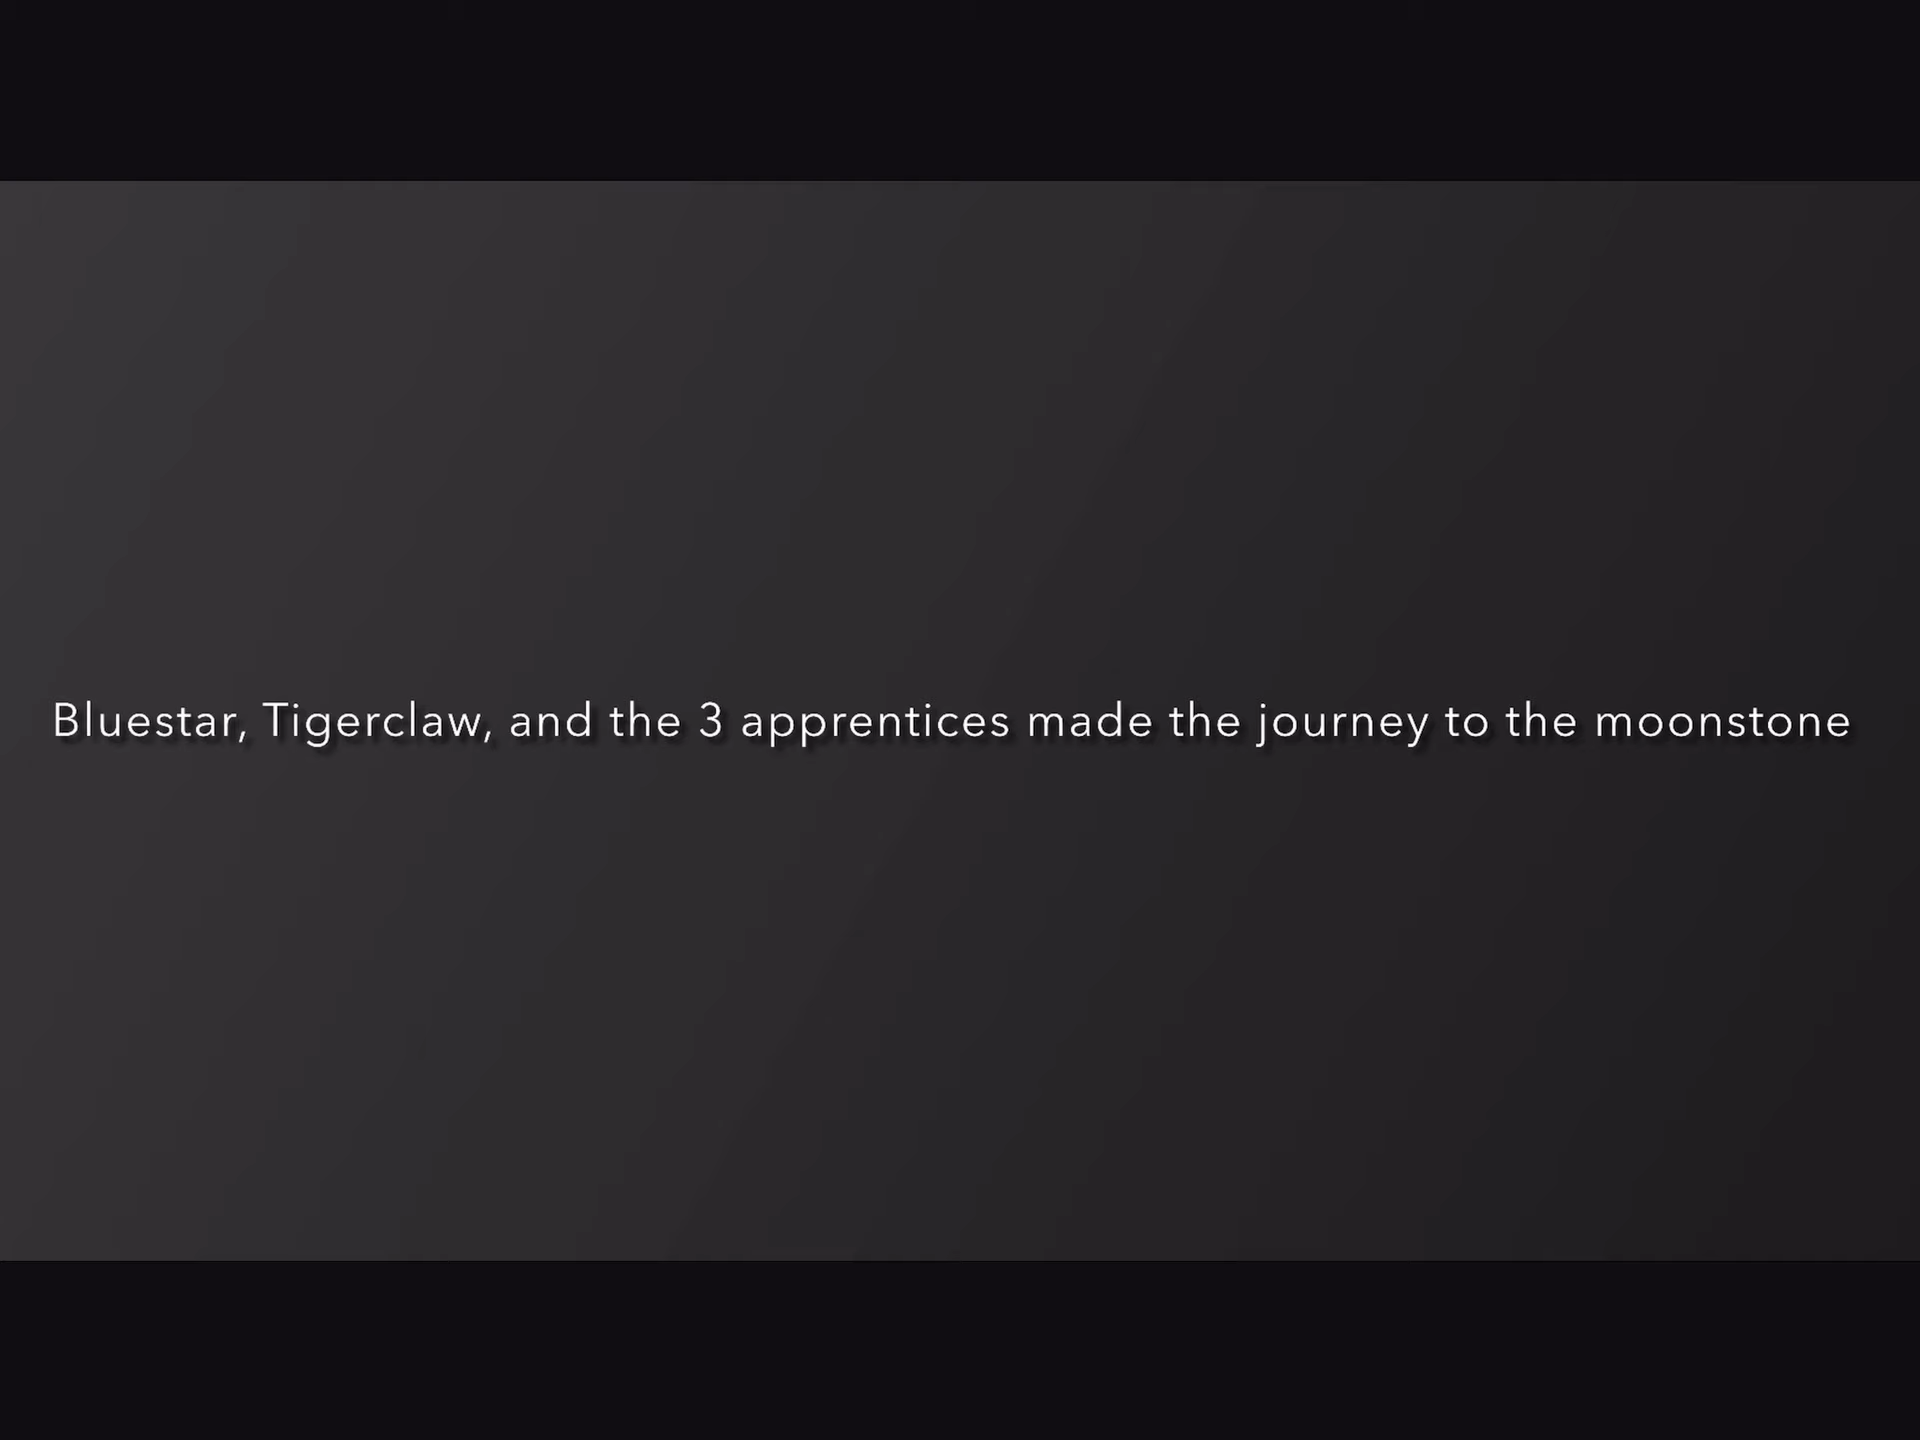 Bluestar, Tigerclaw, and the 3 apprentices made the journey to the moonstone